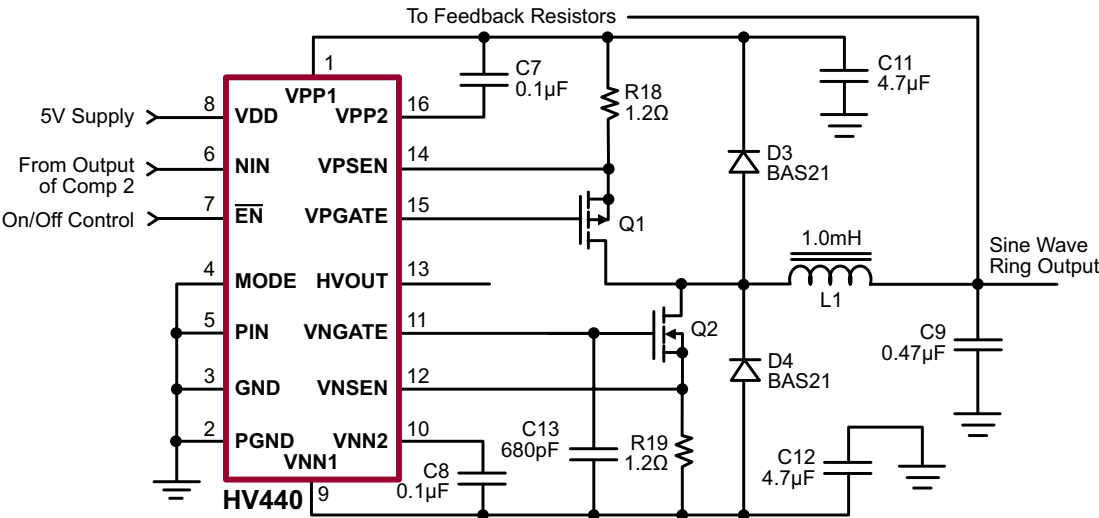 To Feedback Resistors
1
C7
0.1µF
C11
4.7µF
R18
1.2Ω
VPP1
5V Supply
8
VDD
VPP2
16
From Output
of Comp 2
6
NIN
VPSEN
14
D3
BAS21
On/Off Control
7
EN
VPGATE
15
Q1
1.0mH
L1
Sine Wave
Ring Output
4
MODE
HVOUT
13
5
PIN
VNGATE
11
Q2
C9
0.47µF
3
GND
VNSEN
12
D4
BAS21
2
PGND
VNN2
10
C13
680pF
R19
1.2Ω
C12
4.7µF
VNN1
C8
0.1µF
HV440
9